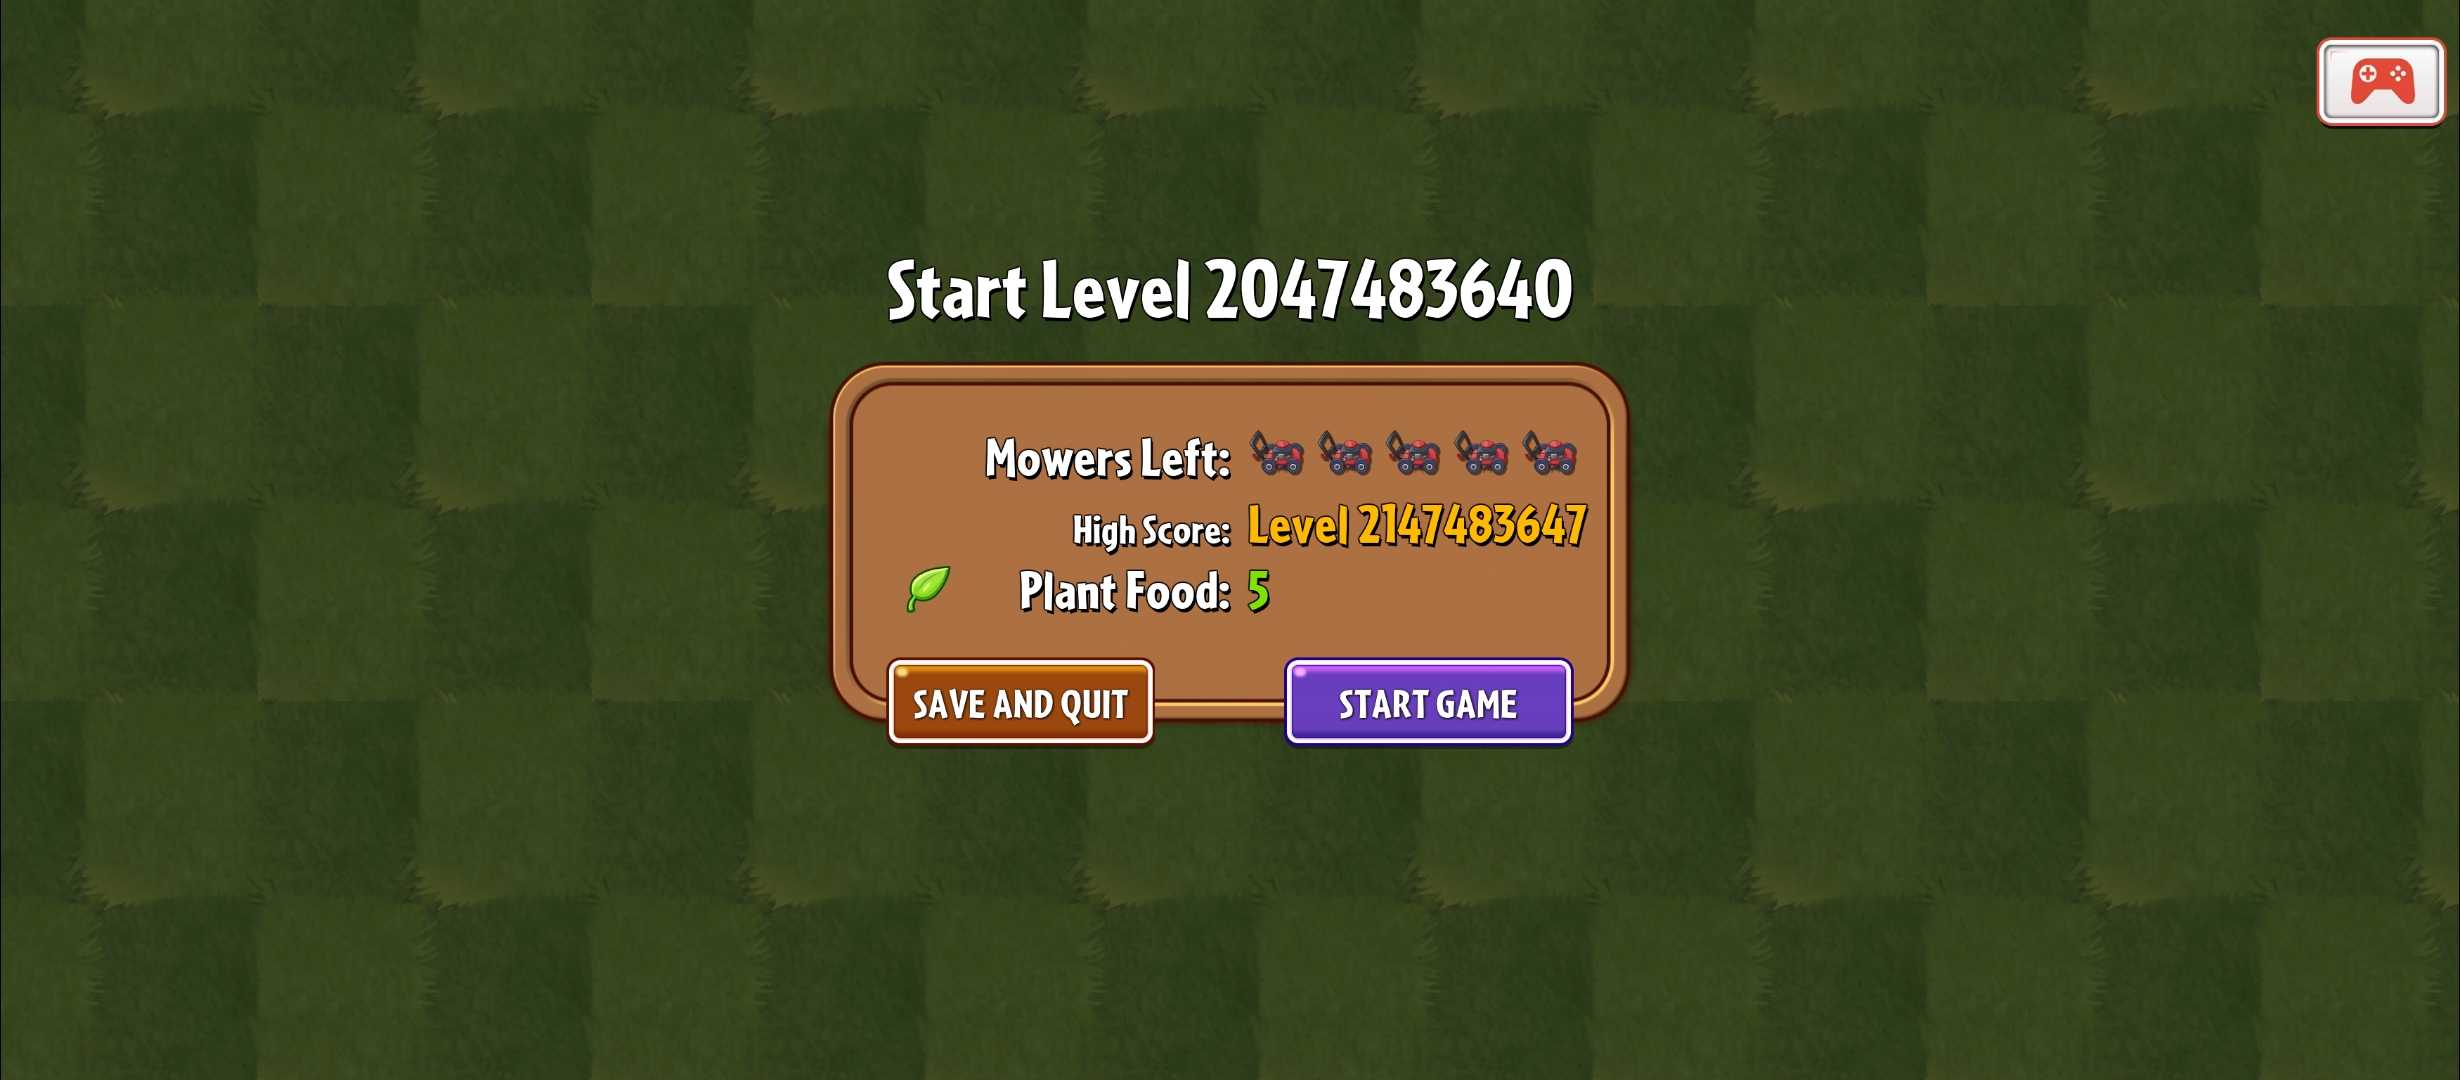 Start Level 2047483640
Mowers Left:
High Score: Level 2147483647
Plant Food: 5
SAVE AND QUIT START GAME